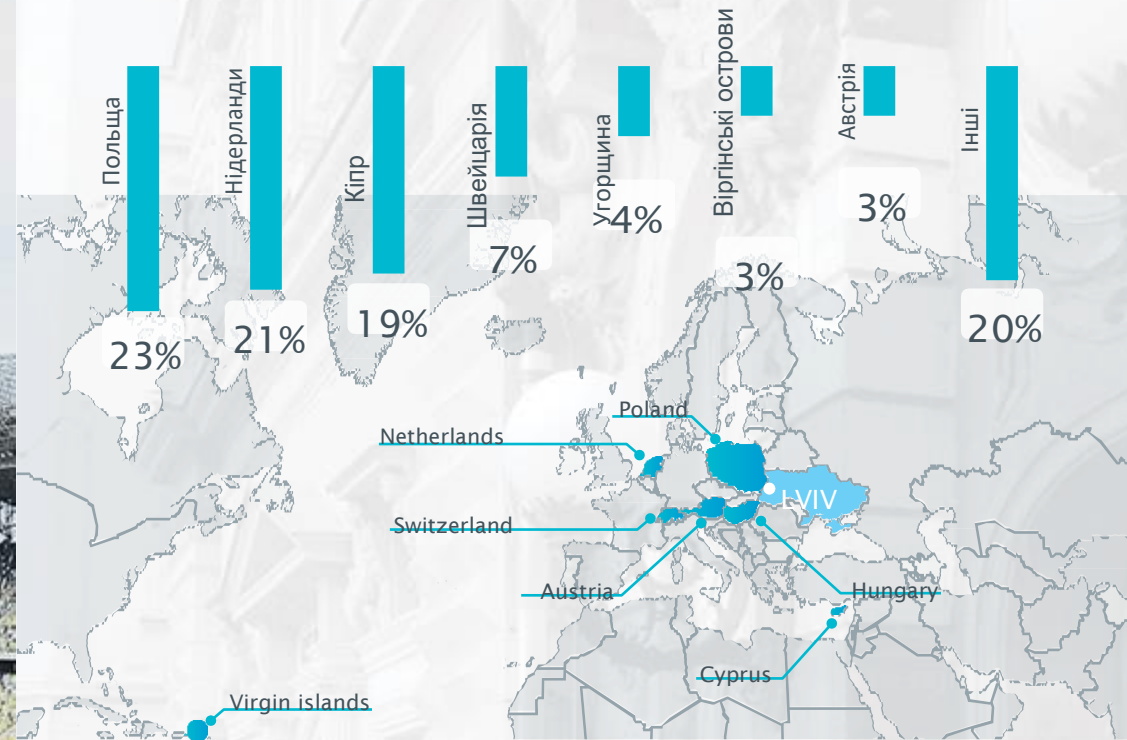 Польща
Нідерланди
Кіпр
Швейцарія
Угорщина
Віргінські острови
Австрія
Інші
23%
21%
19%
7%
4%
3%
3%
20%
Poland
Netherlands
LVIV
Switzerland
Austria
Hungary
Cyprus
Virgin islands